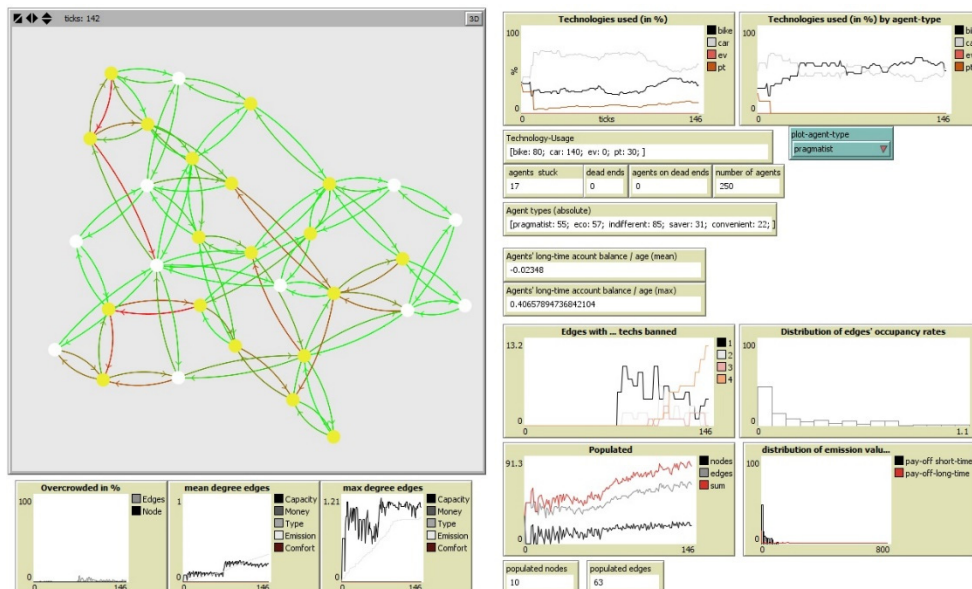 ticks: 142
3D
Technologies used (in %)
100
%
0
0
ticks
146
bike
car
ev
pt
Technologies used (in %) by agent-type
100
0
0
146
bi
car
ev
pt
Technology-Usage
[bike: 80; car: 140; ev: 0; pt: 30; ]
plot-agent-type
pragmatist
agents stuck
17
dead ends
0
agents on dead ends
0
number of agents
250
Agent types (absolute)
[pragmatist: 55; eco: 57; indifferent: 85; saver: 31; convenient: 22; ]
Agents' long-time acount balance / age (mean)
-0.02348
Agents' long-time account balance / age (max)
0.40657894736842104
Edges with ... techs banned
13.2
0
0
146
1
2
3
4
Distribution of edges' occupancy rates
100
0
0
1.1
Populated
91.3
0
0
146
nodes
edges
sum
distribution of emission valu...
100
0
0
800
pay-off short-time
pay-off-long-time
Overcrowded in %
100
0
0
146
Edges
Node
mean degree edges
1
0
0
146
Capacity
Money
Type
Emission
Comfort
max degree edges
1.21
0
0
146
Capacity
Money
Type
Emission
Comfort
populated nodes
10
populated edges
63